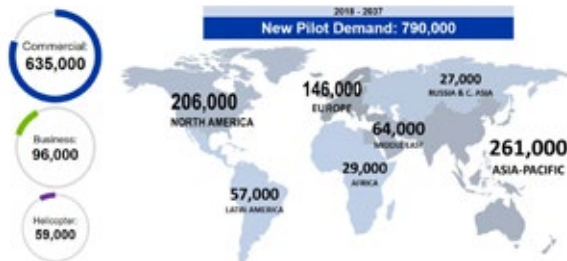 2018 - 2037
New Pilot Demand: 790,000
Commercial:
635,000
Business:
96,000
Helicopter:
59,000
206,000
NORTH AMERICA
146,000
EUROPE
27,000
RUSSIA & C. ASIA
64,000
MIDDLE EAST
261,000
ASIA-PACIFIC
29,000
AFRICA
57,000
LATIN AMERICA